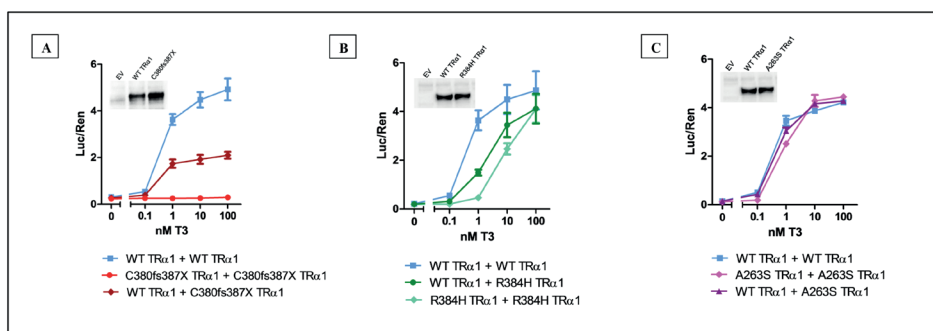 A
EV
WT TRα1
C380fs387X
6
4
2
0
Luc/Ren
0
0.1
1
10
100
nM T3
WT TRα1 + WT TRα1
C380fs387X TRα1 + C380fs387X TRα1
WT TRα1 + C380fs387X TRα1
B
EV
WT TRα1
R384H TRα1
6
4
2
0
Luc/Ren
0
0.1
1
10
100
nM T3
WT TRα1 + WT TRα1
WT TRα1 + R384H TRα1
R384H TRα1 + R384H TRα1
C
EV
WT TRα1
A263S TRα1
6
4
2
0
Luc/Ren
0
0.1
1
10
100
nM T3
WT TRα1 + WT TRα1
A263S TRα1 + A263S TRα1
WT TRα1 + A263S TRα1